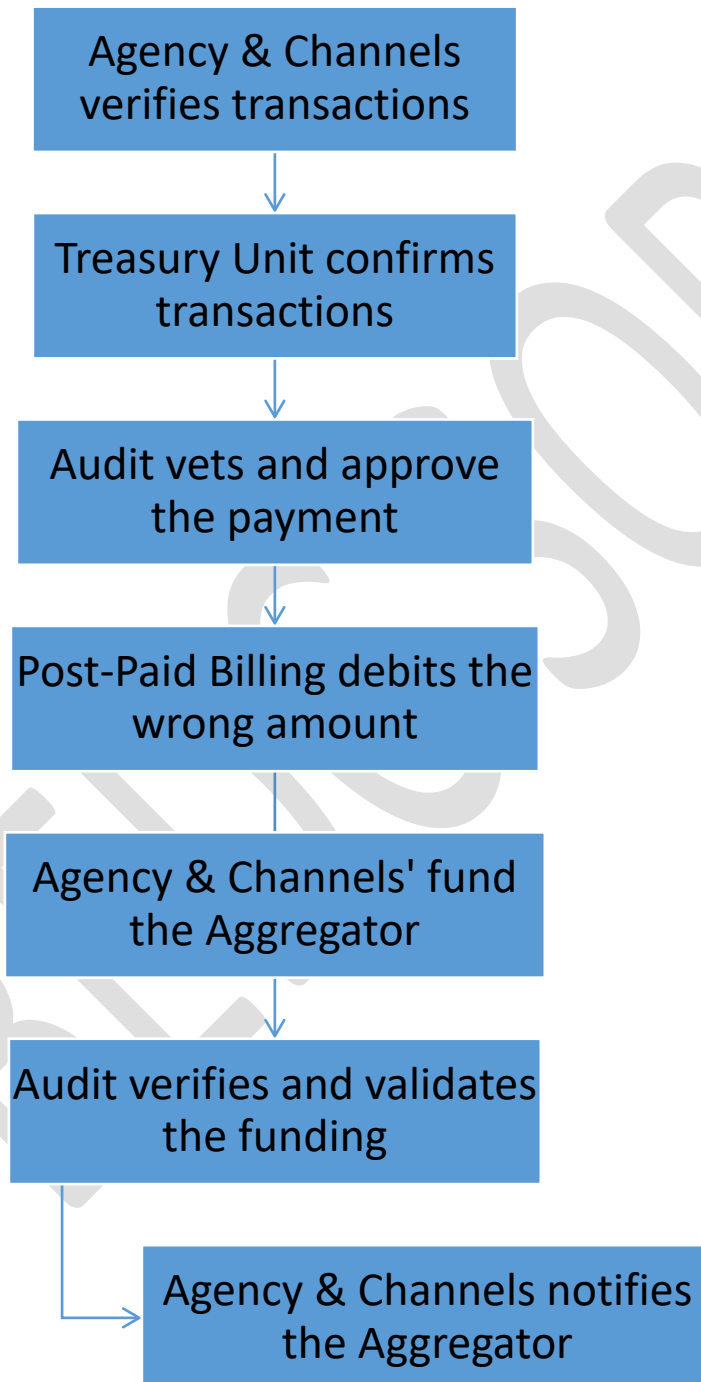 Agency & Channels
verifies transactions
Treasury Unit confirms
transactions
Audit vets and approve
the payment
Post-Paid Billing debits the
wrong amount
Agency & Channels' fund
the Aggregator
Audit verifies and validates
the funding
Agency & Channels notifies
the Aggregator